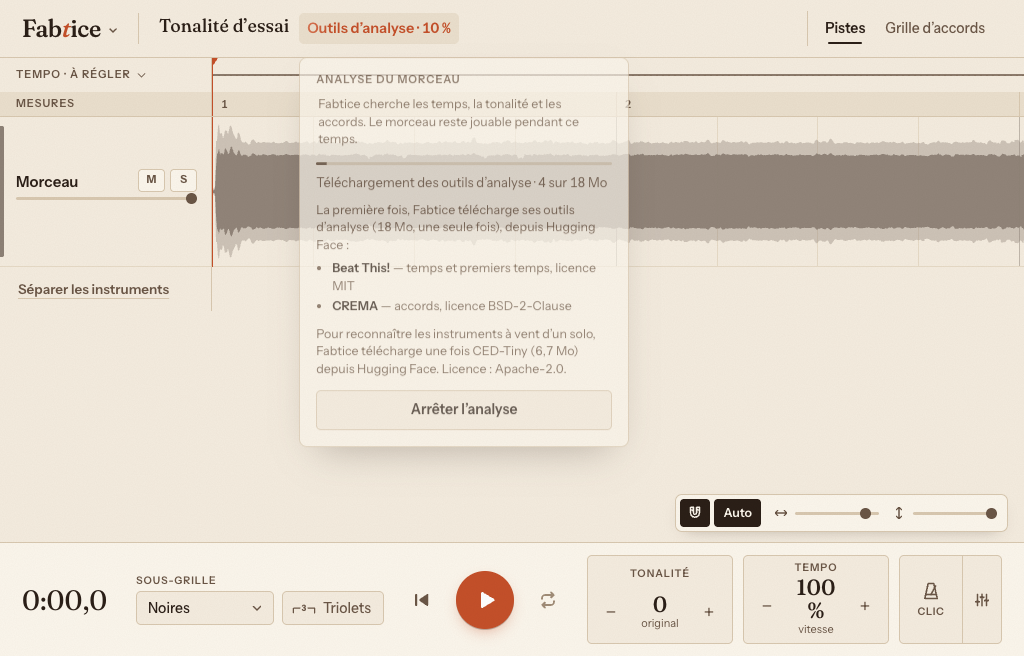 Fabtice
Tonalité d’essai
Outils d’analyse · 10 %
Pistes
Grille d’accords
TEMPO · À RÉGLER
MESURES
1
2
ANALYSE DU MORCEAU
Fabtice cherche les temps, la tonalité et les
accords. Le morceau reste jouable pendant ce
temps.
Téléchargement des outils d’analyse · 4 sur 18 Mo
La première fois, Fabtice télécharge ses outils
d’analyse (18 Mo, une seule fois), depuis Hugging
Face :
• Beat This! — temps et premiers temps, licence
MIT
• CREMA — accords, licence BSD-2-Clause
Pour reconnaître les instruments à vent d’un solo,
Fabtice télécharge une fois CED-Tiny (6,7 Mo)
depuis Hugging Face. Licence : Apache-2.0.
Arrêter l’analyse
Morceau
M
S
Séparer les instruments
Auto
0:00,0
SOUS-GRILLE
Noires
3
Triolets
TONALITÉ
− 0 +
original
TEMPO
− 100 +
%
vitesse
CLIC